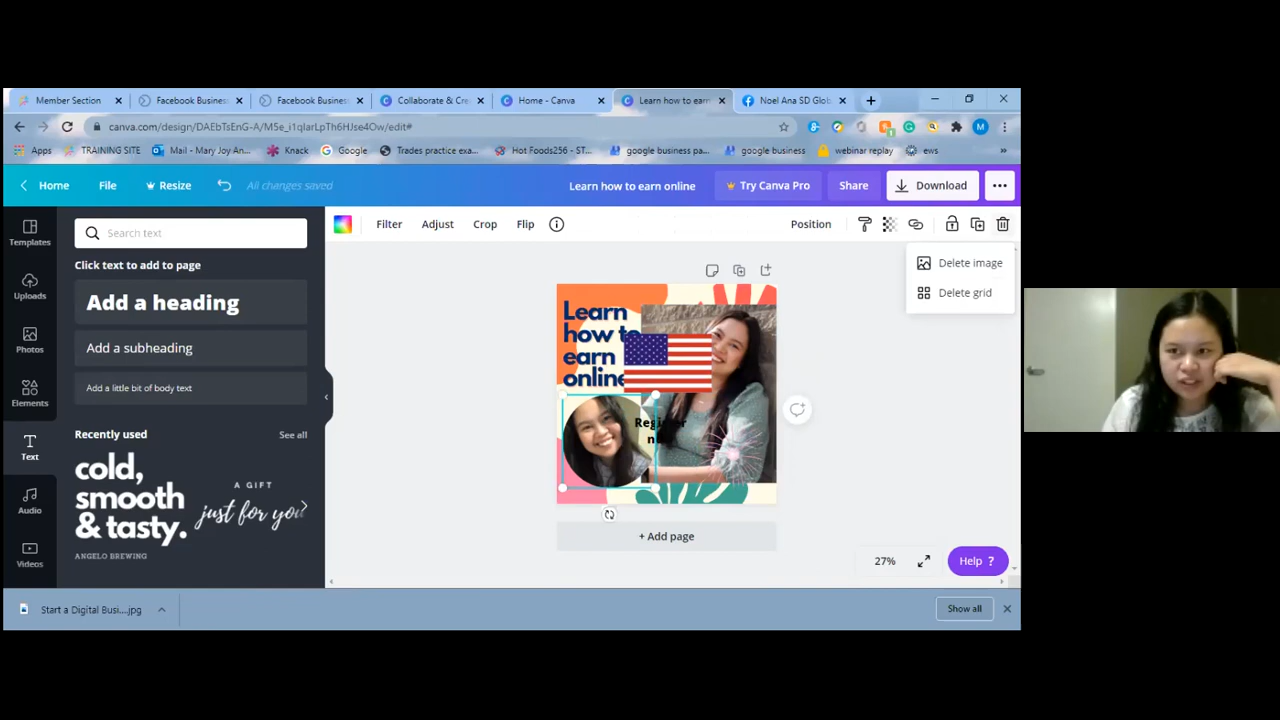 Member Section
Facebook Busines
Facebook Busines
Collaborate & Cre
Home - Canva
Learn how to earn
Noel Ana SD Glob
canva.com/design/DAEbTsEnG-A/M5e_i1qlarLpTh6HJse4Ow/edit#
M
Apps
TRAINING SITE
Mail - Mary Joy An...
Knack
Google
Trades practice exa...
Hot Foods256 - ST...
google business pa...
google business
webinar replay
ews
»
Home
File
Resize
All changes saved
Learn how to earn online
Try Canva Pro
Share
Download
Templates
Uploads
Photos
Elements
Text
Audio
Videos
Search text
Click text to add to page
Add a heading
Add a subheading
Add a little bit of body text
Recently used
See all
cold,
smooth
& tasty.
ANGELO BREWING
A GIFT
just for you
Filter
Adjust
Crop
Flip
Position
Delete image
Delete grid
Learn
how to
earn
online
+ Add page
27%
Help ?
Start a Digital Busi....jpg
Show all